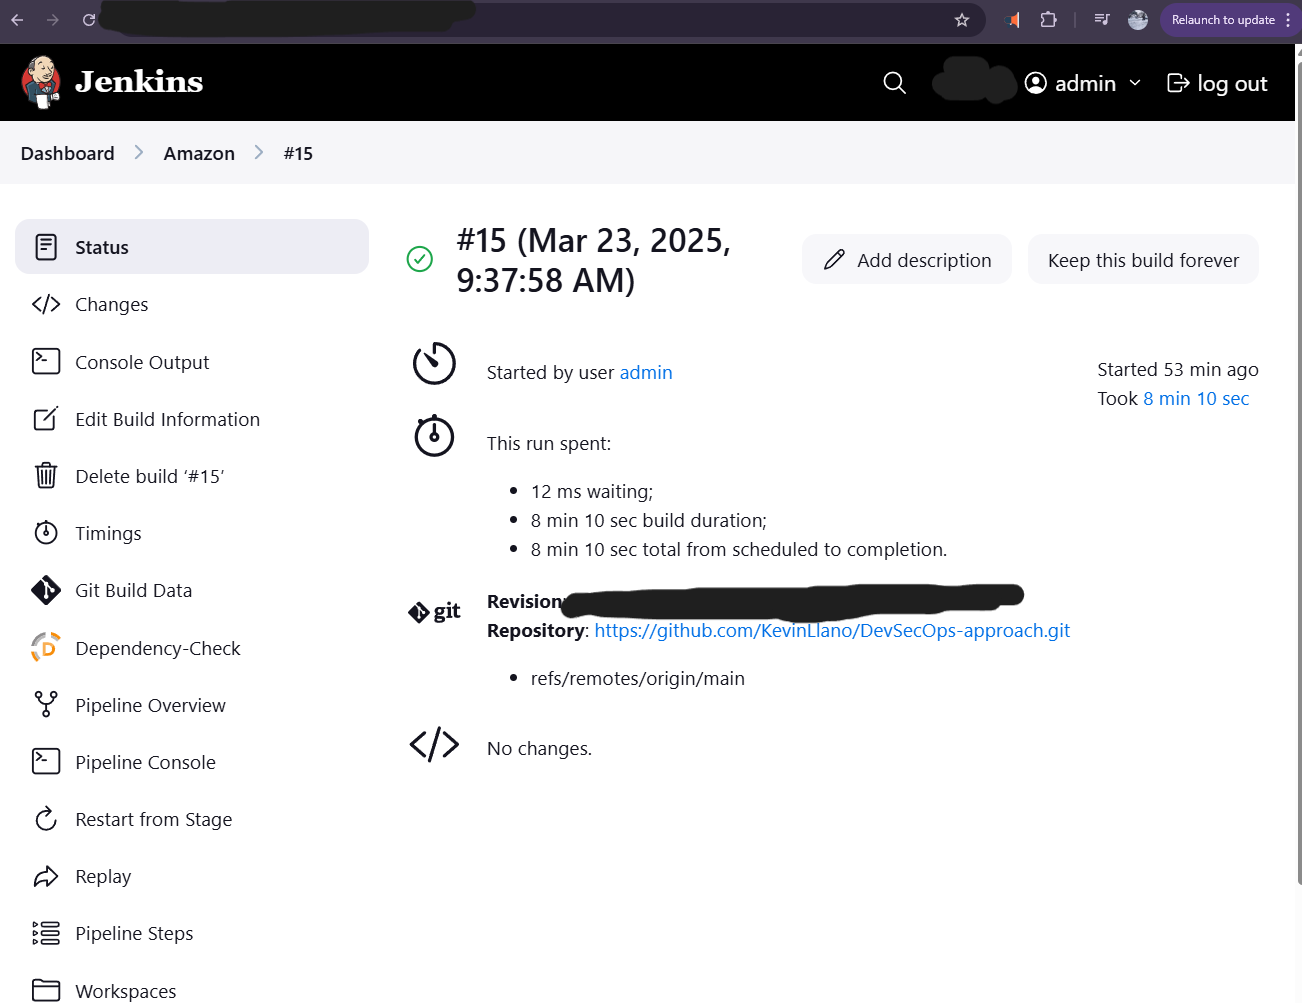 Relaunch to update
Jenkins
admin
log out
Dashboard > Amazon > #15
Status
Changes
Console Output
Edit Build Information
Delete build ‘#15’
Timings
Git Build Data
Dependency-Check
Pipeline Overview
Pipeline Console
Restart from Stage
Replay
Pipeline Steps
Workspaces
#15 (Mar 23, 2025,
9:37:58 AM)
Add description
Keep this build forever
Started by user admin
Started 53 min ago
Took 8 min 10 sec
This run spent:
12 ms waiting;
8 min 10 sec build duration;
8 min 10 sec total from scheduled to completion.
git
Revision:
Repository: https://github.com/KevinLlano/DevSecOps-approach.git
refs/remotes/origin/main
No changes.